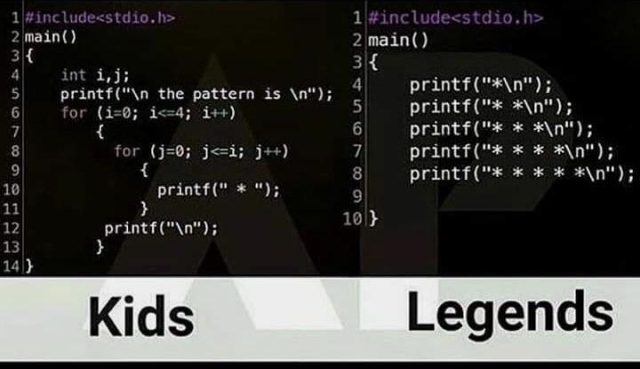 1 #include<stdio.h>
2 main()
3 {
4 int i,j;
5 printf("\n the pattern is \n");
6 for (i=0; i<=4; i++)
7 {
8 for (j=0; j<=i; j++)
9 {
10 printf(" * ");
11 }
12 printf("\n");
13 }
14 }
1 #include<stdio.h>
2 main()
3 {
4 printf("*\n");
5 printf("* *\n");
6 printf("* * *\n");
7 printf("* * * *\n");
8 printf("* * * * *\n");
9
10 }
Kids
Legends